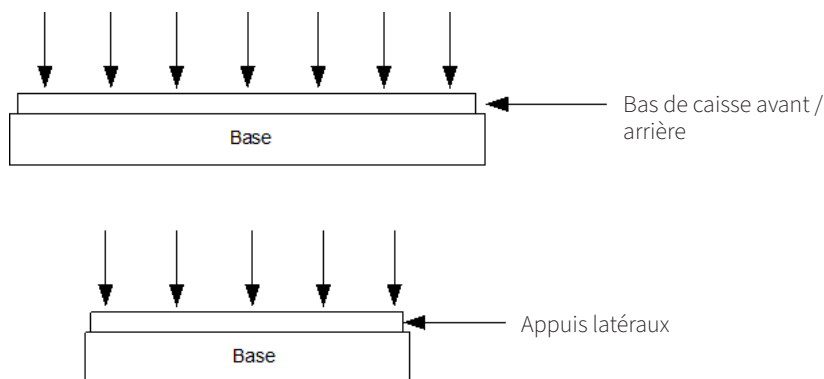 Bas de caisse avant /
arrière
Base
Appuis latéraux
Base